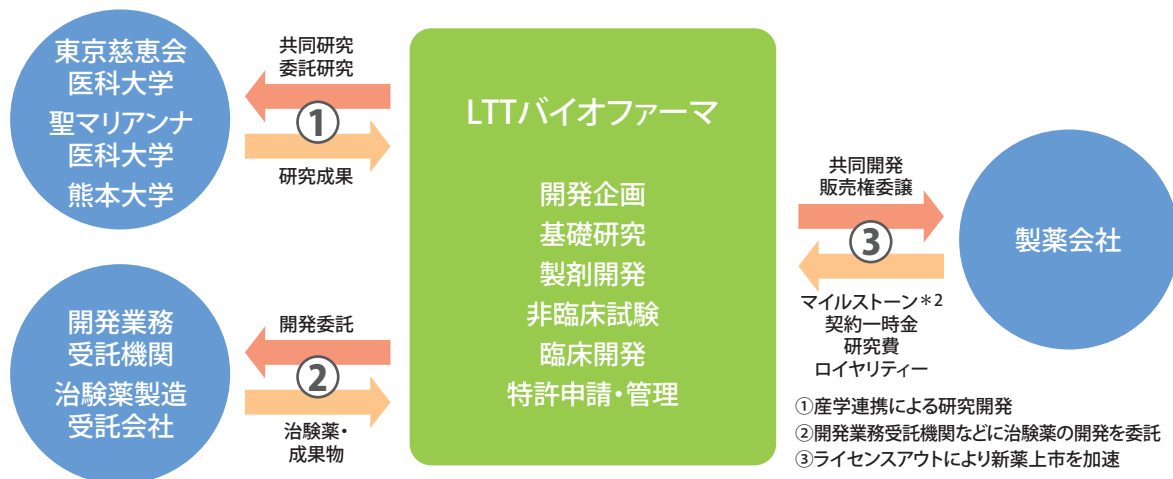 東京慈恵会
医科大学
聖マリアンナ
医科大学
熊本大学
共同研究
委託研究
①
研究成果
開発業務
受託機関
治験薬製造
受託会社
開発委託
②
治験薬・
成果物
LTTバイオファーマ
開発企画
基礎研究
製剤開発
非臨床試験
臨床開発
特許申請・管理
共同開発
販売権委譲
③
マイルストーン＊2
契約一時金
研究費
ロイヤリティー
製薬会社
①産学連携による研究開発
②開発業務受託機関などに治験薬の開発を委託
③ライセンスアウトにより新薬上市を加速